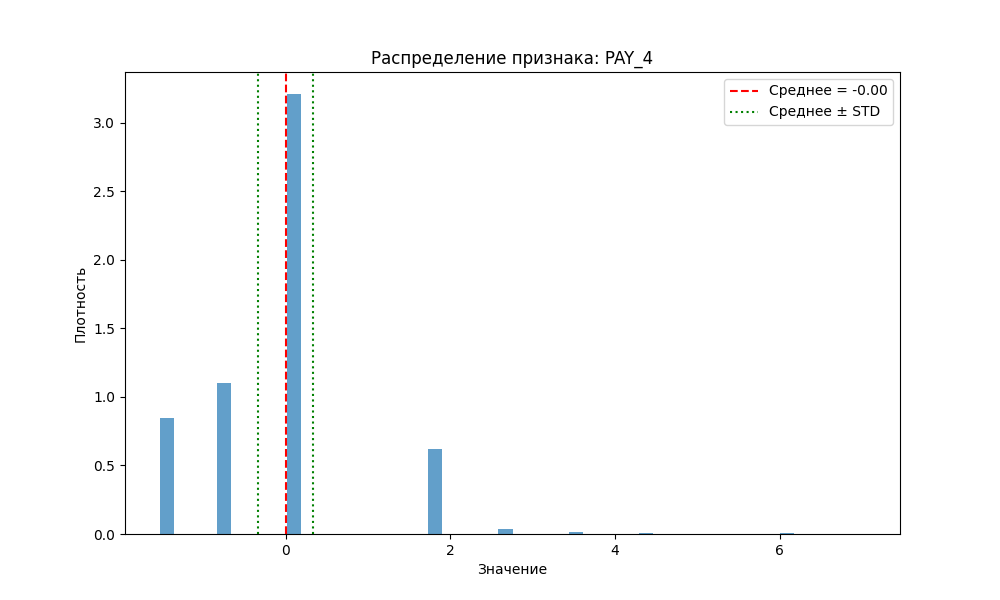 Распределение признака: PAY_4
Среднее = -0.00
Среднее ± STD
Плотность
3.0
2.5
2.0
1.5
1.0
0.5
0.0
0 2 4 6
Значение